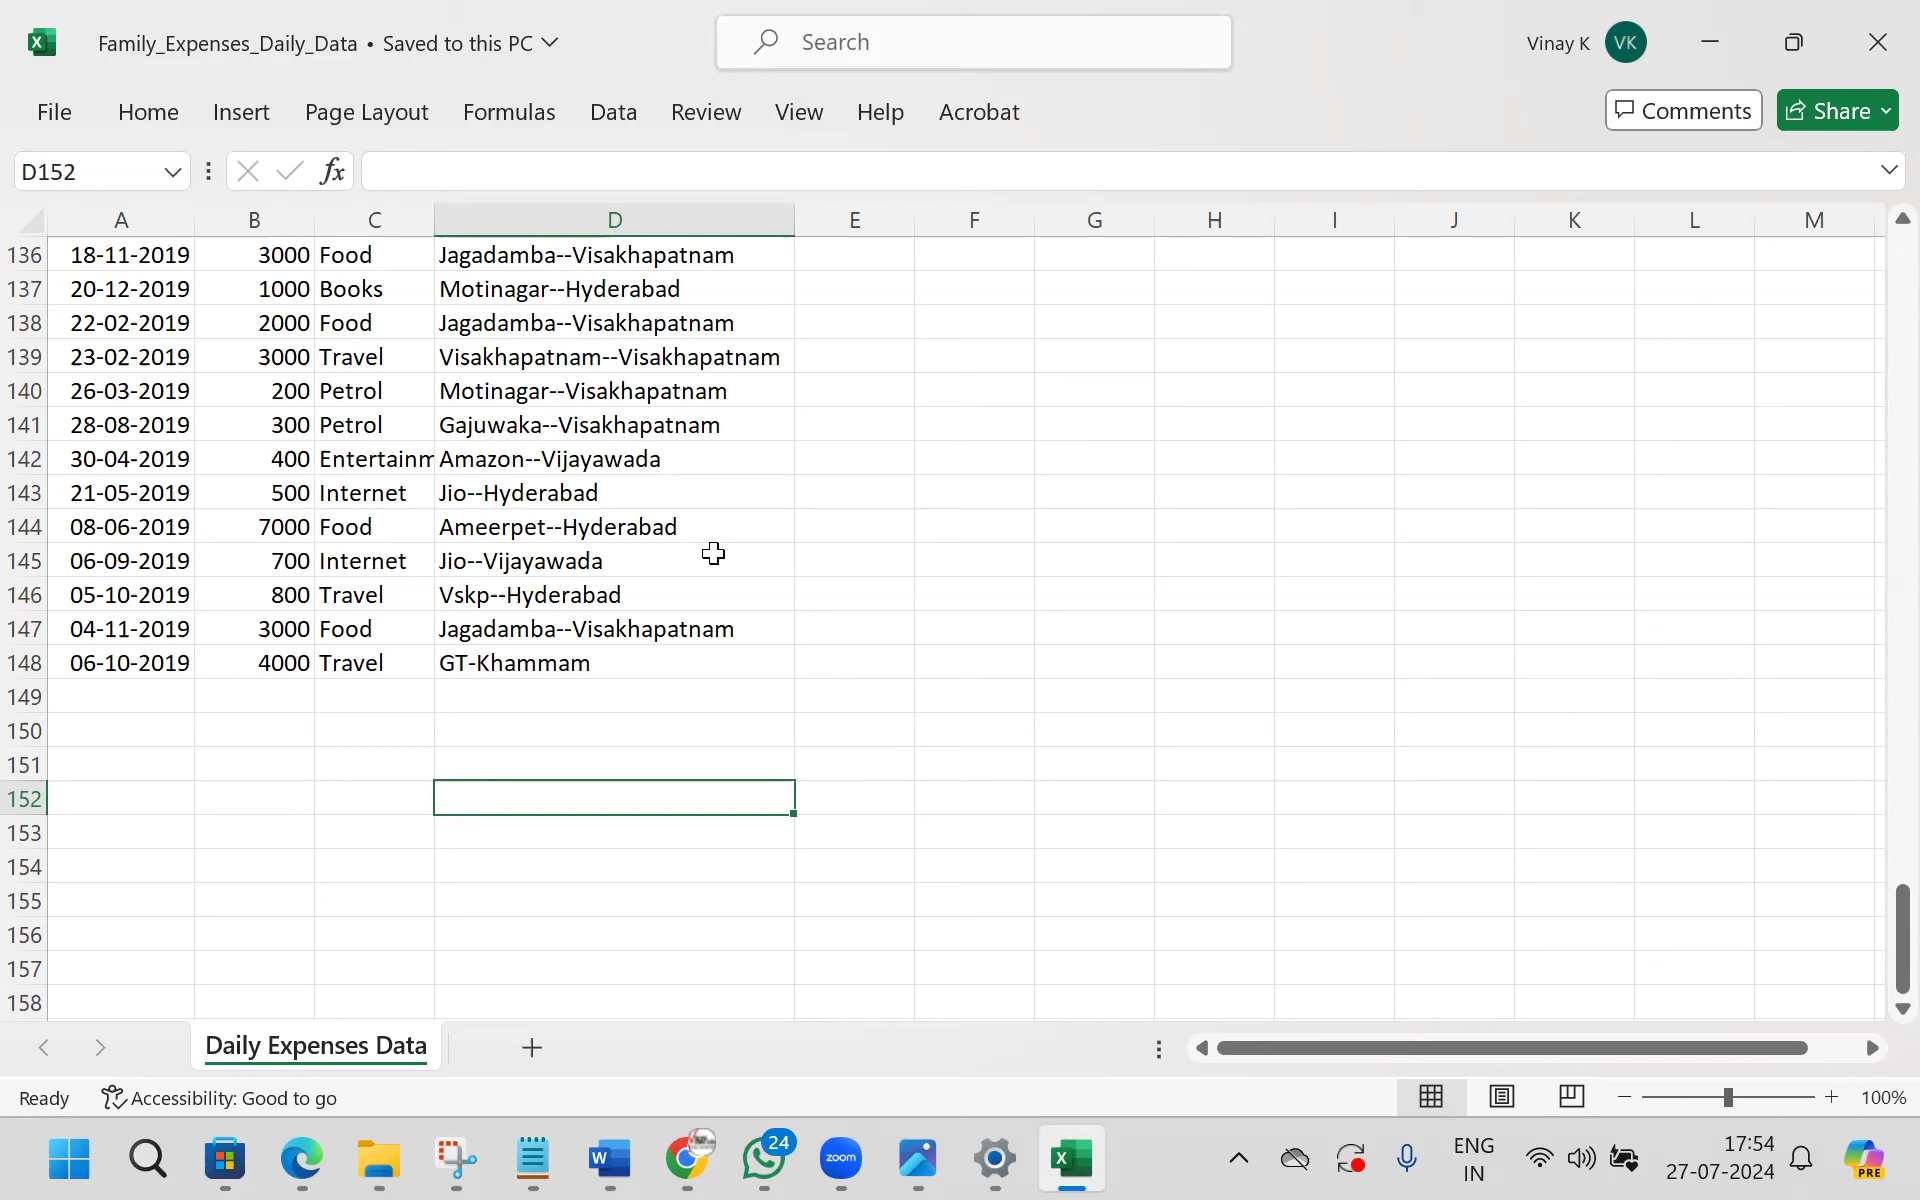 Family_Expenses_Daily_Data • Saved to this PC
Search
Vinay K VK
File Home Insert Page Layout Formulas Data Review View Help Acrobat
Comments Share
D152 fx
A B C D E F G H I J K L M
136 18-11-2019 3000 Food Jagadamba--Visakhapatnam
137 20-12-2019 1000 Books Motinagar--Hyderabad
138 22-02-2019 2000 Food Jagadamba--Visakhapatnam
139 23-02-2019 3000 Travel Visakhapatnam--Visakhapatnam
140 26-03-2019 200 Petrol Motinagar--Visakhapatnam
141 28-08-2019 300 Petrol Gajuwaka--Visakhapatnam
142 30-04-2019 400 Entertainm Amazon--Vijayawada
143 21-05-2019 500 Internet Jio--Hyderabad
144 08-06-2019 7000 Food Ameerpet--Hyderabad
145 06-09-2019 700 Internet Jio--Vijayawada
146 05-10-2019 800 Travel Vskp--Hyderabad
147 04-11-2019 3000 Food Jagadamba--Visakhapatnam
148 06-10-2019 4000 Travel GT-Khammam
149
150
151
152
153
154
155
156
157
158
Daily Expenses Data
Ready Accessibility: Good to go 100%
24
zoom
ENG
IN
17:54
27-07-2024
PRE